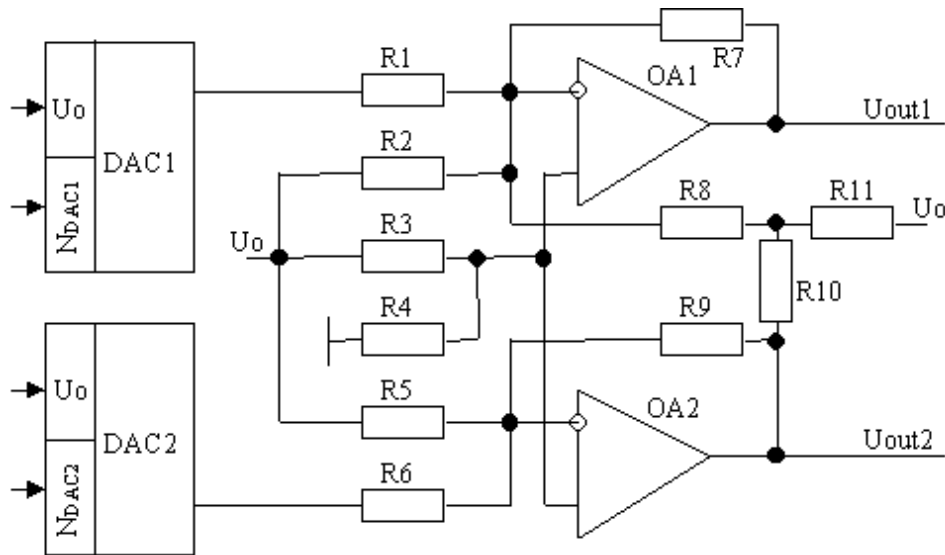 R1
R7
OA1
Uo
DAC1
NDAC1
Uout1
R2
R8
R11
Uo
R3
Uo
R10
R4
R9
Uo
DAC2
NDAC2
R5
OA2
R6
Uout2